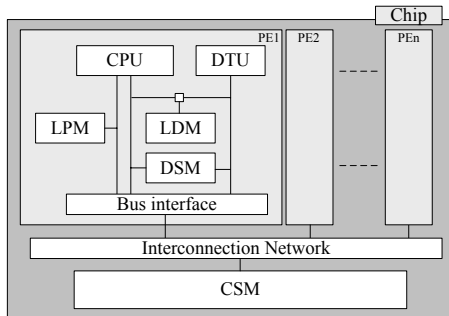 Chip
PE1
PE2
PEn
CPU
DTU
LPM
LDM
DSM
Bus interface
Interconnection Network
CSM